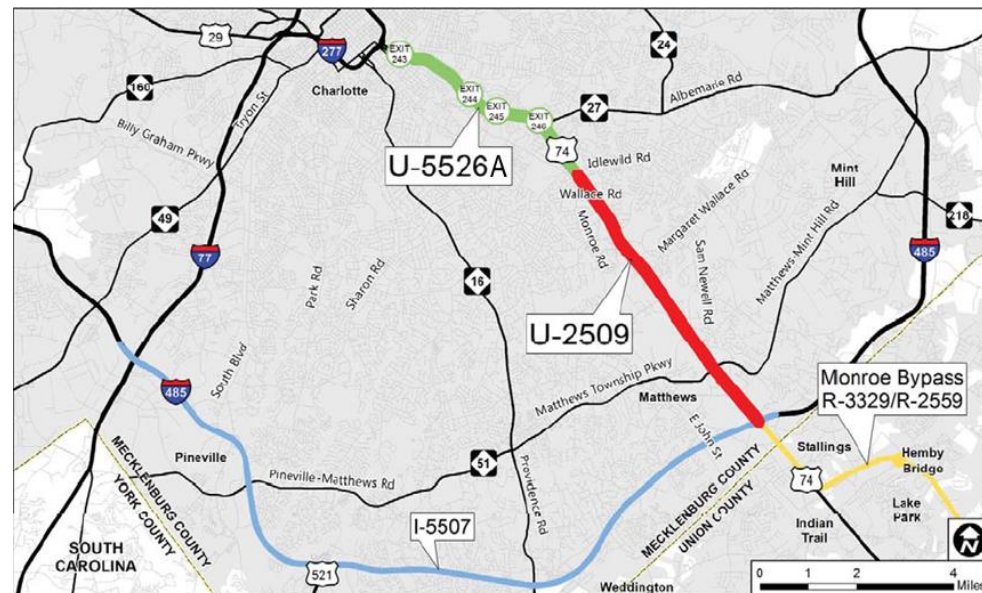 29
277
Charlotte
EXIT
243
EXIT
244
EXIT
245
EXIT
246
24
27
Albemarle Rd
160
Billy Graham Pkwy
Tryon St
U-5526A
74
Idlewild Rd
Wallace Rd
Margaret Wallace Rd
Mint
Hill
218
49
77
Park Rd
Sharon Rd
16
Monroe Rd
Sam Newell Rd
Matthews-Mint Hill Rd
485
U-2509
South Blvd
485
Matthews Township Pkwy
Matthews
Monroe Bypass
R-3329/R-2559
E John St
Stallings
Hemby
Bridge
74
Lake
Park
Indian
Trail
Pineville
Pineville-Matthews Rd
51
Providence Rd
MECKLENBURG COUNTY
YORK COUNTY
MECKLENBURG COUNTY
UNION COUNTY
I-5507
SOUTH
CAROLINA
521
Weddington
N
0 1 2 4
Miles